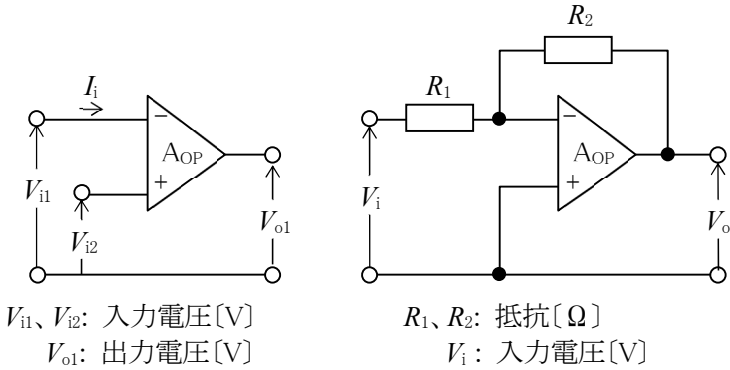 R2
Ii
R1
− AOP +
− AOP +
Vi1
Vi2
Vo1
Vi
Vo
Vi1、Vi2: 入力電圧〔V〕
Vo1: 出力電圧〔V〕
R1、R2: 抵抗〔Ω〕
Vi : 入力電圧〔V〕